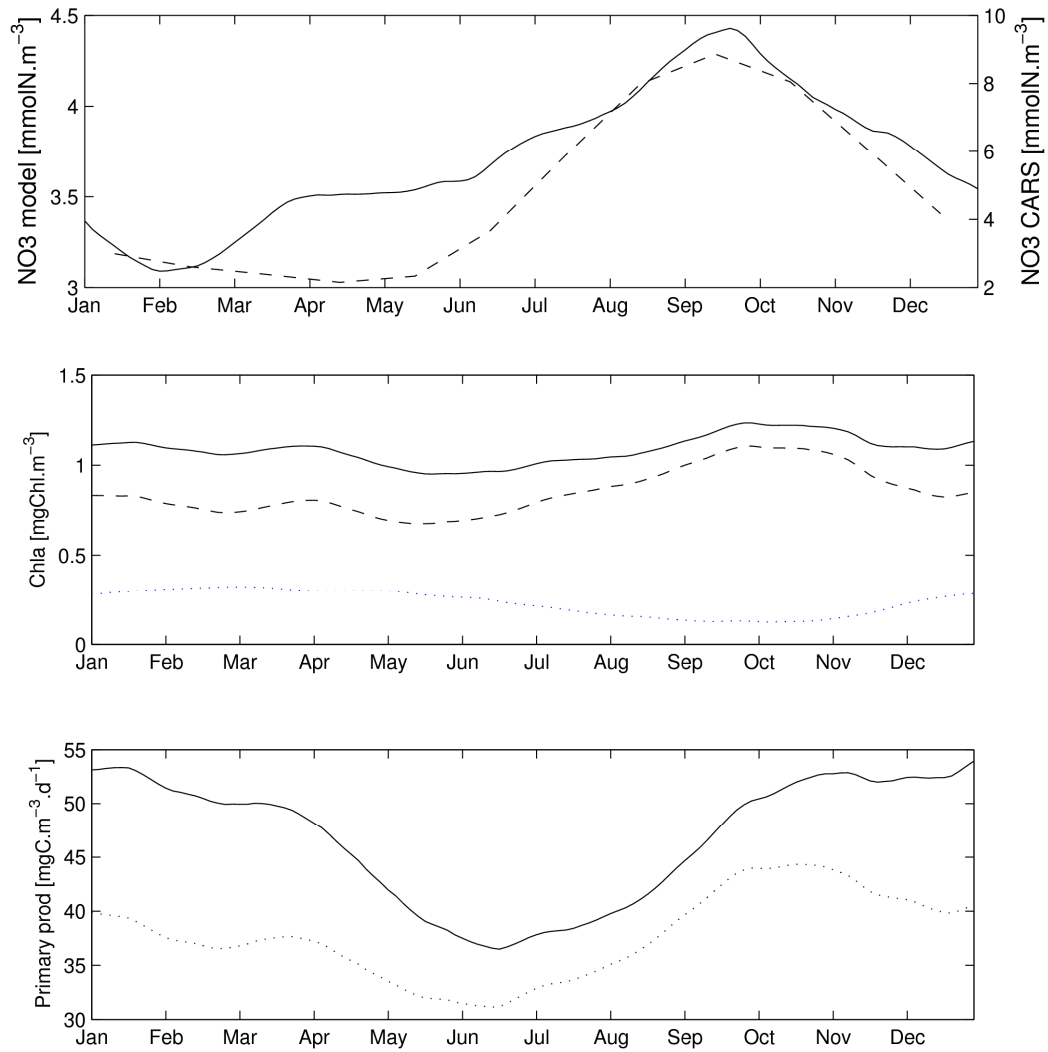 NO3 model [mmolN.m−3]
4.5
4
3.5
3
10
8
6
4
2
NO3 CARS [mmolN.m−3]
Jan Feb Mar Apr May Jun Jul Aug Sep Oct Nov Dec
Chla [mgChl.m−3]
1.5
1
0.5
0
Jan Feb Mar Apr May Jun Jul Aug Sep Oct Nov Dec
Primary prod [mgC.m−3.d−1]
55
50
45
40
35
30
Jan Feb Mar Apr May Jun Jul Aug Sep Oct Nov Dec